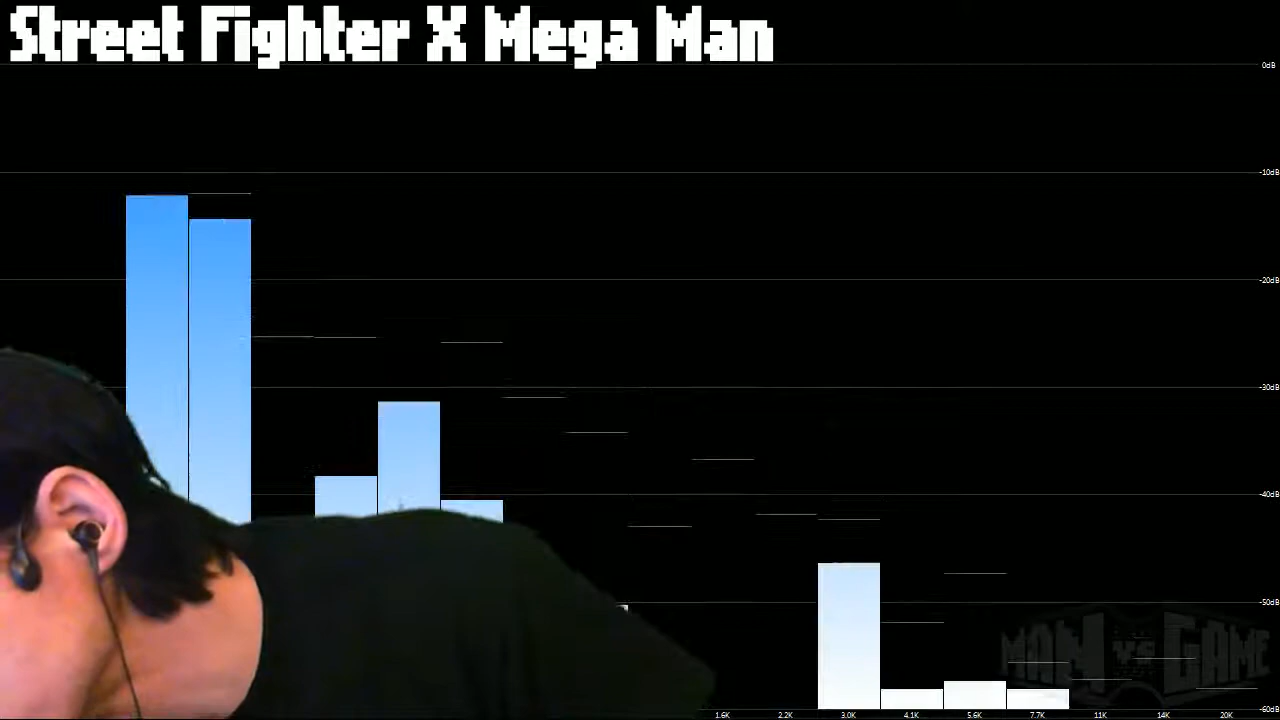 Street Fighter X Mega Man
0dB
-10dB
-20dB
-30dB
-40dB
-50dB
MAN VS GAME
-60dB
1.6K 2.2K 3.0K 4.1K 5.6K 7.7K 11K 14K 20K